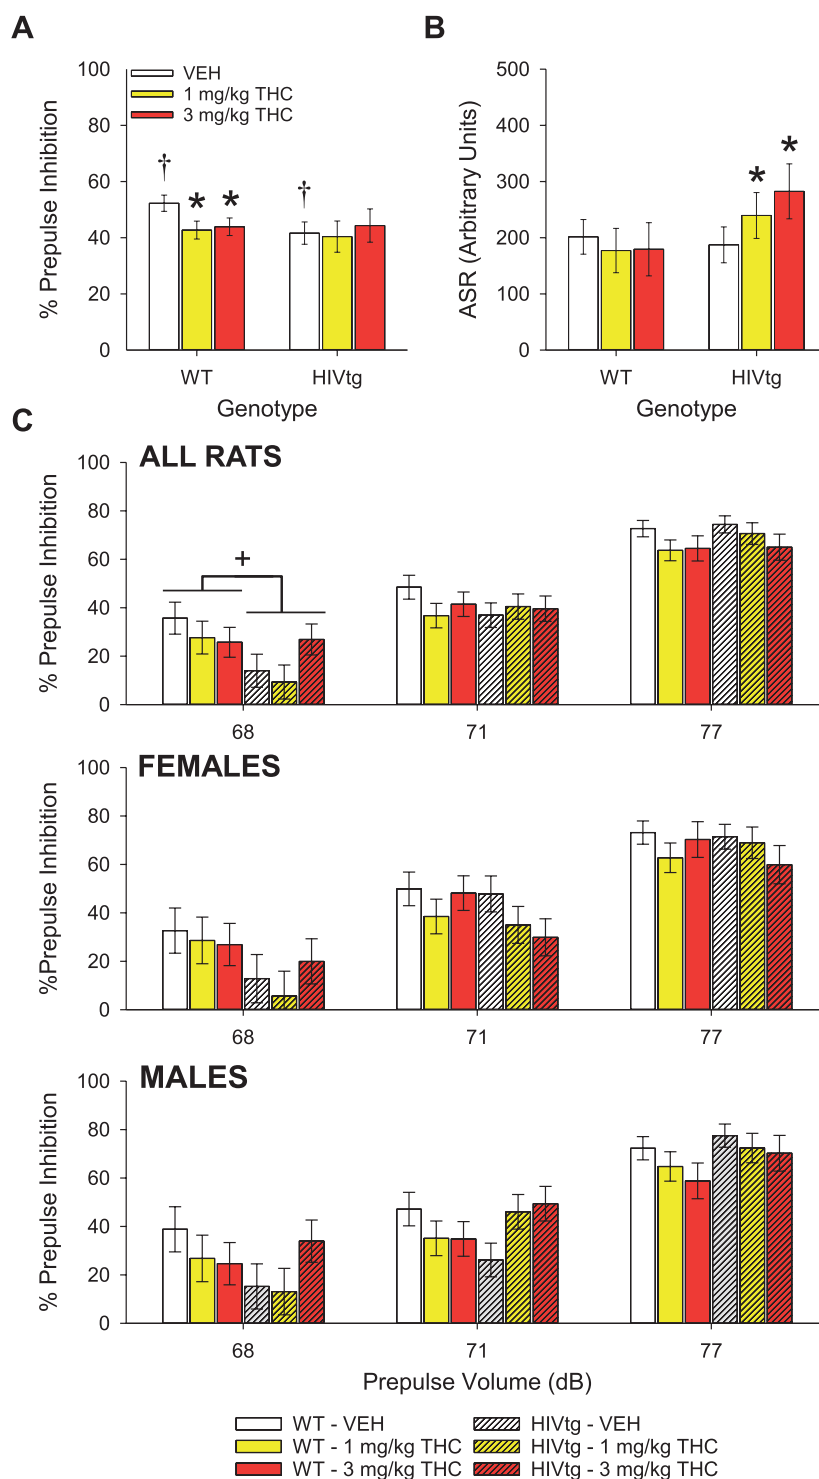 A
B
100
80
60
40
20
0
% Prepulse Inhibition
VEH
1 mg/kg THC
3 mg/kg THC
†
*
*
†
WT
HIVtg
Genotype
500
400
300
200
100
0
ASR (Arbitrary Units)
*
*
WT
HIVtg
Genotype
C
ALL RATS
100
80
60
40
20
0
% Prepulse Inhibition
+
68
71
77
FEMALES
100
80
60
40
20
0
%Prepulse Inhibition
68
71
77
MALES
100
80
60
40
20
0
% Prepulse Inhibition
68
71
77
Prepulse Volume (dB)
WT - VEH
HIVtg - VEH
WT - 1 mg/kg THC
HIVtg - 1 mg/kg THC
WT - 3 mg/kg THC
HIVtg - 3 mg/kg THC